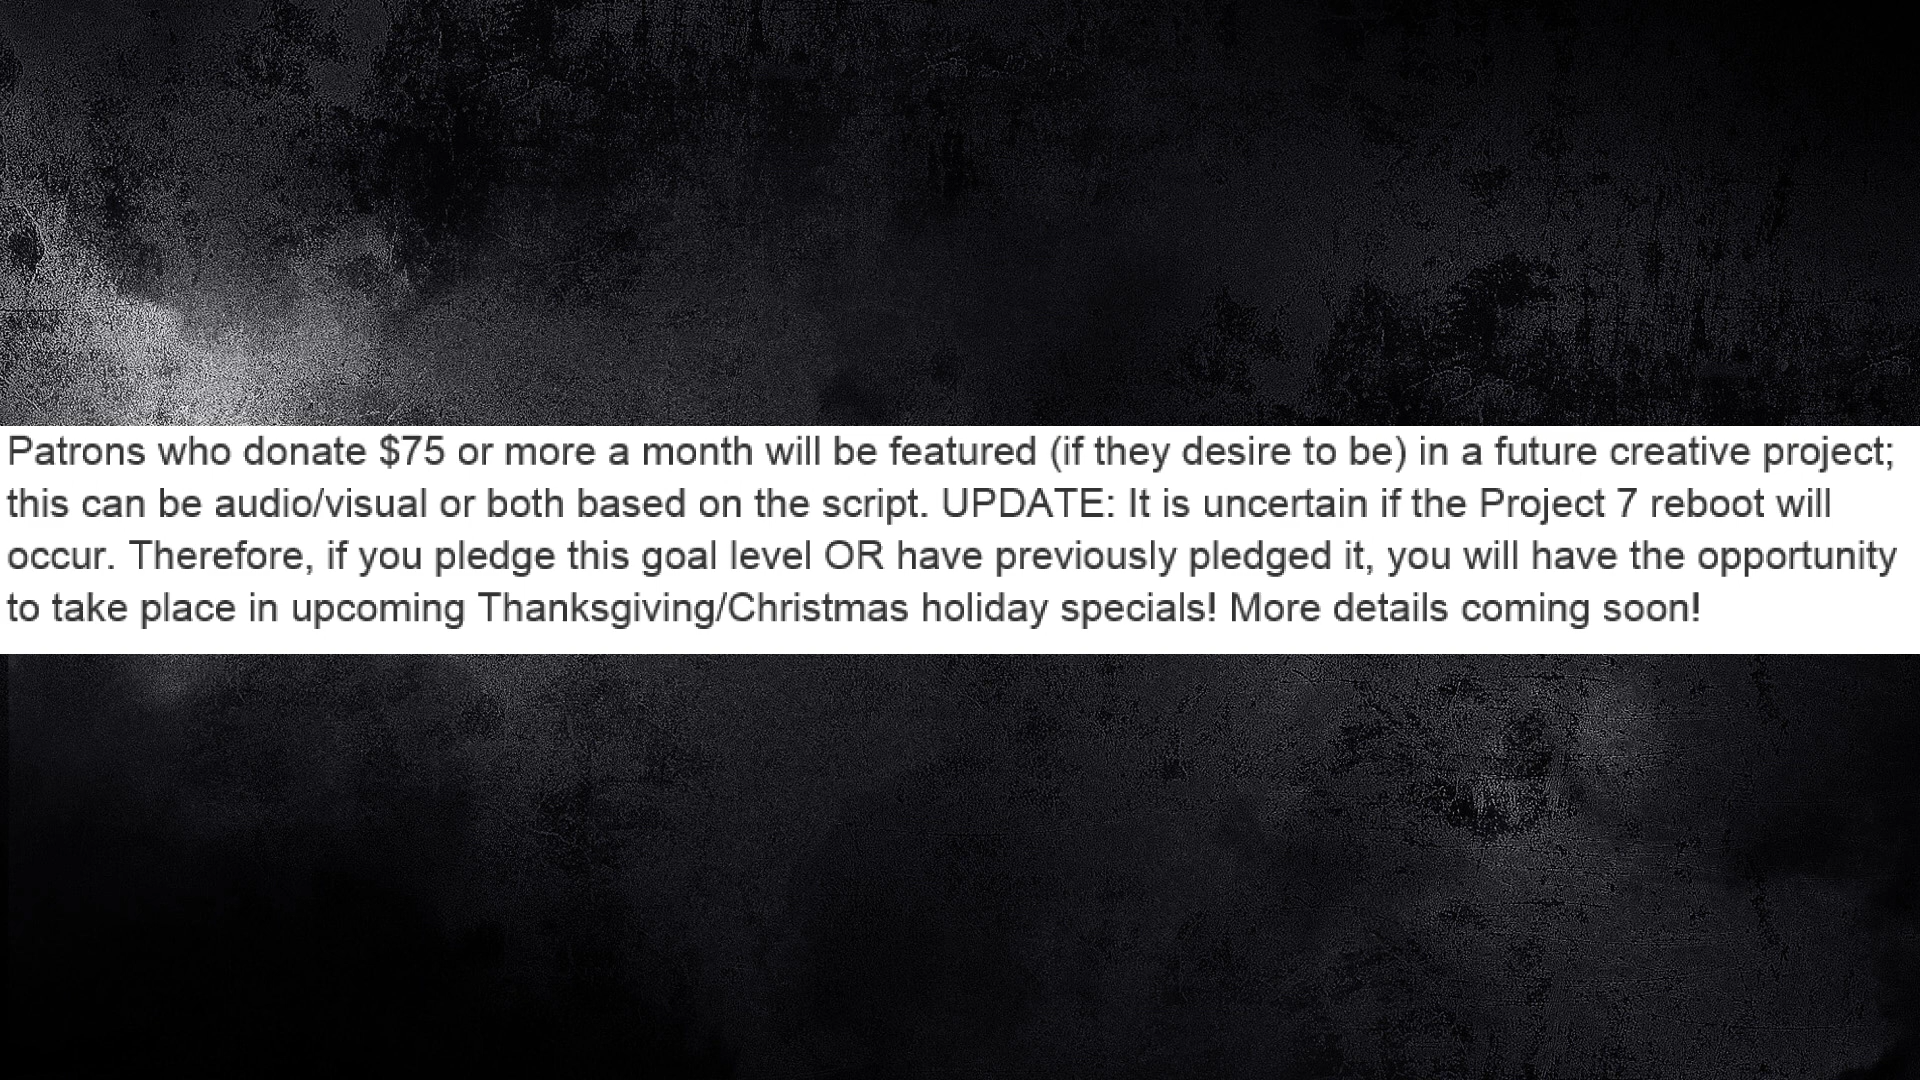 Patrons who donate $75 or more a month will be featured (if they desire to be) in a future creative project;
this can be audio/visual or both based on the script. UPDATE: It is uncertain if the Project 7 reboot will
occur. Therefore, if you pledge this goal level OR have previously pledged it, you will have the opportunity
to take place in upcoming Thanksgiving/Christmas holiday specials! More details coming soon!